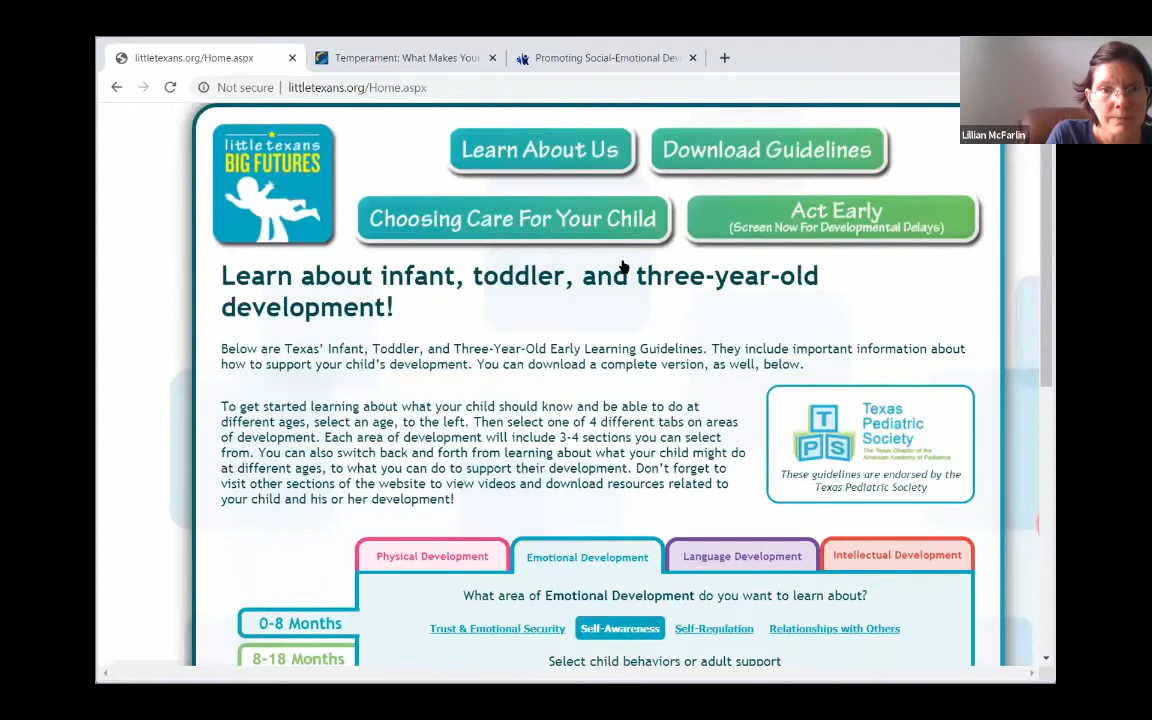 littletexans.org/Home.aspx
Temperament: What Makes Your
Promoting Social-Emotional Dev
Not secure
littletexans.org/Home.aspx
Lillian McFarlin
little texans
BIG FUTURES
Learn About Us
Download Guidelines
Choosing Care For Your Child
Act Early
(Screen Now For Developmental Delays)
Learn about infant, toddler, and three-year-old
development!
Below are Texas' Infant, Toddler, and Three-Year-Old Early Learning Guidelines. They include important information about
how to support your child's development. You can download a complete version, as well, below.
To get started learning about what your child should know and be able to do at
different ages, select an age, to the left. Then select one of 4 different tabs on areas
of development. Each area of development will include 3-4 sections you can select
from. You can also switch back and forth from learning about what your child might do
at different ages, to what you can do to support their development. Don't forget to
visit other sections of the website to view videos and download resources related to
your child and his or her development!
T
P S
Texas
Pediatric
Society
The Texas Chapter of the
American Academy of Pediatrics
These guidelines are endorsed by the
Texas Pediatric Society
Physical Development
Emotional Development
Language Development
Intellectual Development
What area of Emotional Development do you want to learn about?
0-8 Months
Trust & Emotional Security
Self-Awareness
Self-Regulation
Relationships with Others
8-18 Months
Select child behaviors or adult support